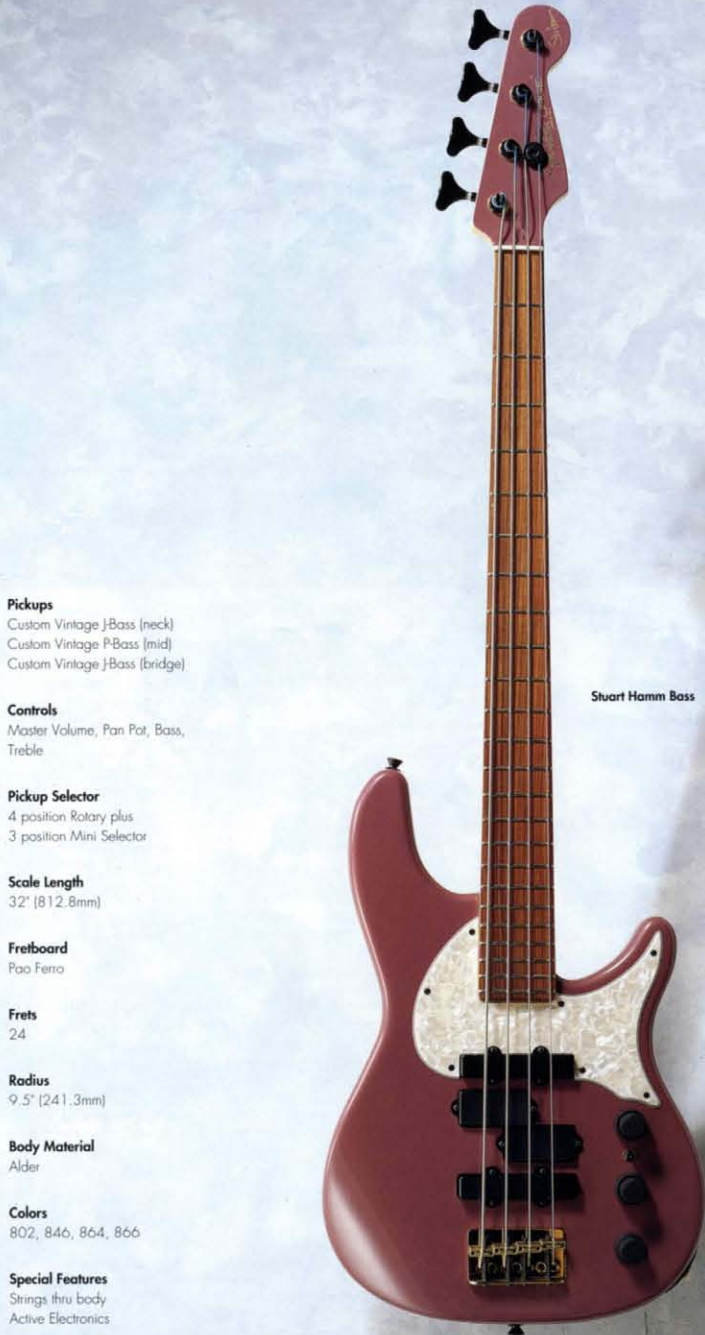 Pickups
Custom Vintage J-Bass (neck)
Custom Vintage P-Bass (mid)
Custom Vintage J-Bass (bridge)
Controls
Master Volume, Pan Pot, Bass,
Treble
Pickup Selector
4 position Rotary plus
3 position Mini Selector
Scale Length
32" (812.8mm)
Fretboard
Pao Ferro
Frets
24
Radius
9.5" (241.3mm)
Body Material
Alder
Colors
802, 846, 864, 866
Special Features
Strings thru body
Active Electronics
Stuart Hamm Bass